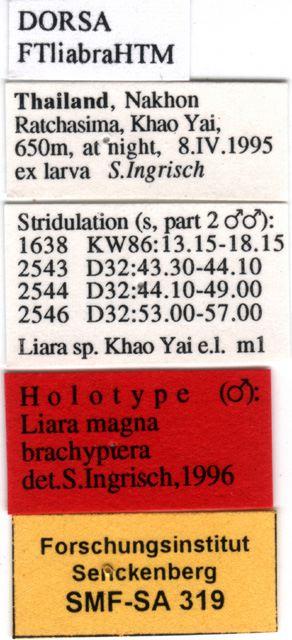 DORSA
FTliabraHTM
Thailand, Nakhon
Ratchasima, Khao Yai,
650m, at night, 8.IV.1995
ex larva S.Ingrisch
Stridulation (s, part 2 ♂♂):
1638 KW86:13.15-18.15
2543 D32:43.30-44.10
2544 D32:44.10-49.00
2546 D32:53.00-57.00
Liara sp. Khao Yai e.l. m1
Holotype (♂):
Liara magna
brachyptera
det.S.Ingrisch,1996
Forschungsinstitut
Senckenberg
SMF-SA 319